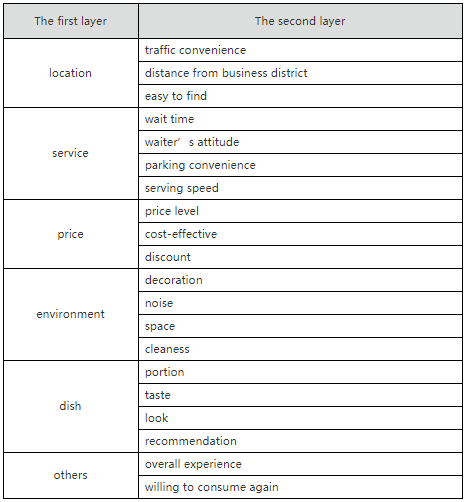 The first layer The second layer
location
traffic convenience
distance from business district
easy to find
service
wait time
waiter’s attitude
parking convenience
serving speed
price
price level
cost-effective
discount
environment
decoration
noise
space
cleaness
dish
portion
taste
look
recommendation
others
overall experience
willing to consume again